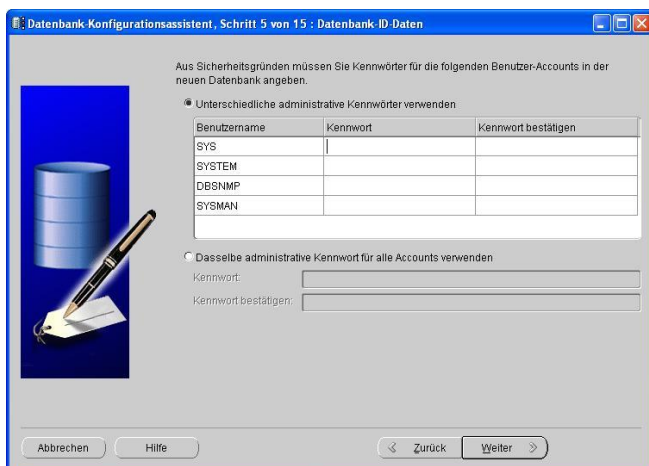 Datenbank-Konfigurationsassistent, Schritt 5 von 15 : Datenbank-ID-Daten
Aus Sicherheitsgründen müssen Sie Kennwörter für die folgenden Benutzer-Accounts in der
neuen Datenbank angeben.
Unterschiedliche administrative Kennwörter verwenden
Benutzername Kennwort Kennwort bestätigen
SYS
SYSTEM
DBSNMP
SYSMAN
Dasselbe administrative Kennwort für alle Accounts verwenden
Kennwort:
Kennwort bestätigen:
Abbrechen Hilfe Zurück Weiter